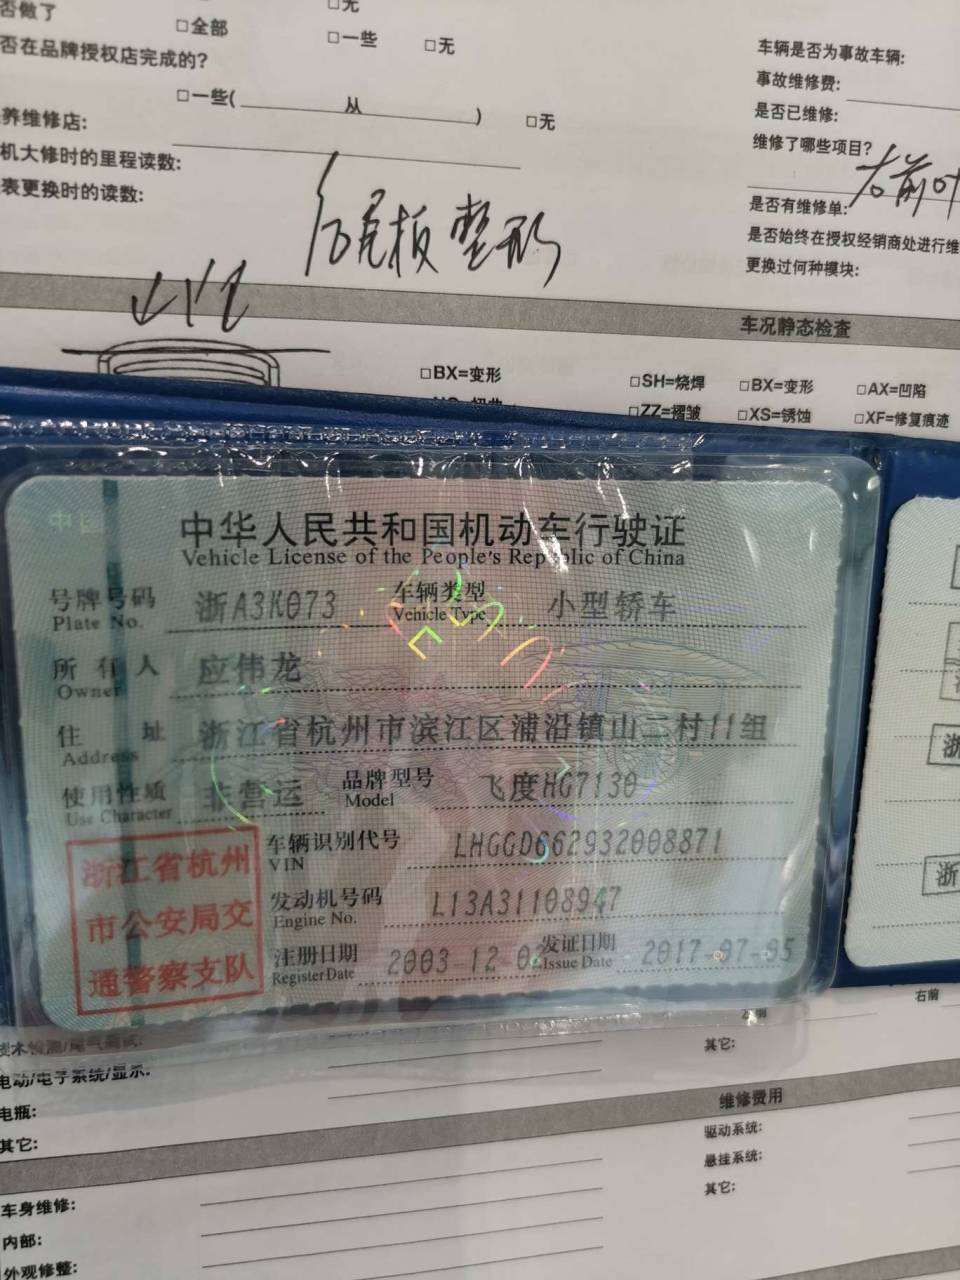 否做了
□全部 □一些 □无
□无
否在品牌授权店完成的?
□一些( 从 ) □无
养维修店:
机大修时的里程读数:
表更换时的读数:
后尾板整形
车辆是否为事故车辆:
事故维修费:
是否已维修:
维修了哪些项目?
右前叶
是否有维修单:
是否始终在授权经销商处进行维
更换过何种模块:
车况静态检查
□BX=变形
□SH=烧焊 □BX=变形 □AX=凹陷
□ZZ=褶皱 □XS=锈蚀 □XF=修复痕迹
中华人民共和国机动车行驶证
Vehicle License of the People's Republic of China
号牌号码 浙A3K073 车辆类型 小型轿车
Plate No. Vehicle Type
所有人 应伟龙
Owner
住址 浙江省杭州市滨江区浦沿镇山二村11组
Address
使用性质 非营运 品牌型号 飞度HG7130
Use Character Model
浙江省杭州
市公安局交
通警察支队
车辆识别代号 LHGGD662932008871
VIN
发动机号码 L13A31108947
Engine No.
注册日期 2003-12-0 发证日期 2017-07-05
Register Date Issue Date
浙
浙
右前
左前
其它:
电动/电子系统/显示:
电瓶:
其它:
维修费用
驱动系统:
悬挂系统:
其它:
车身维修:
内部:
外观修整: